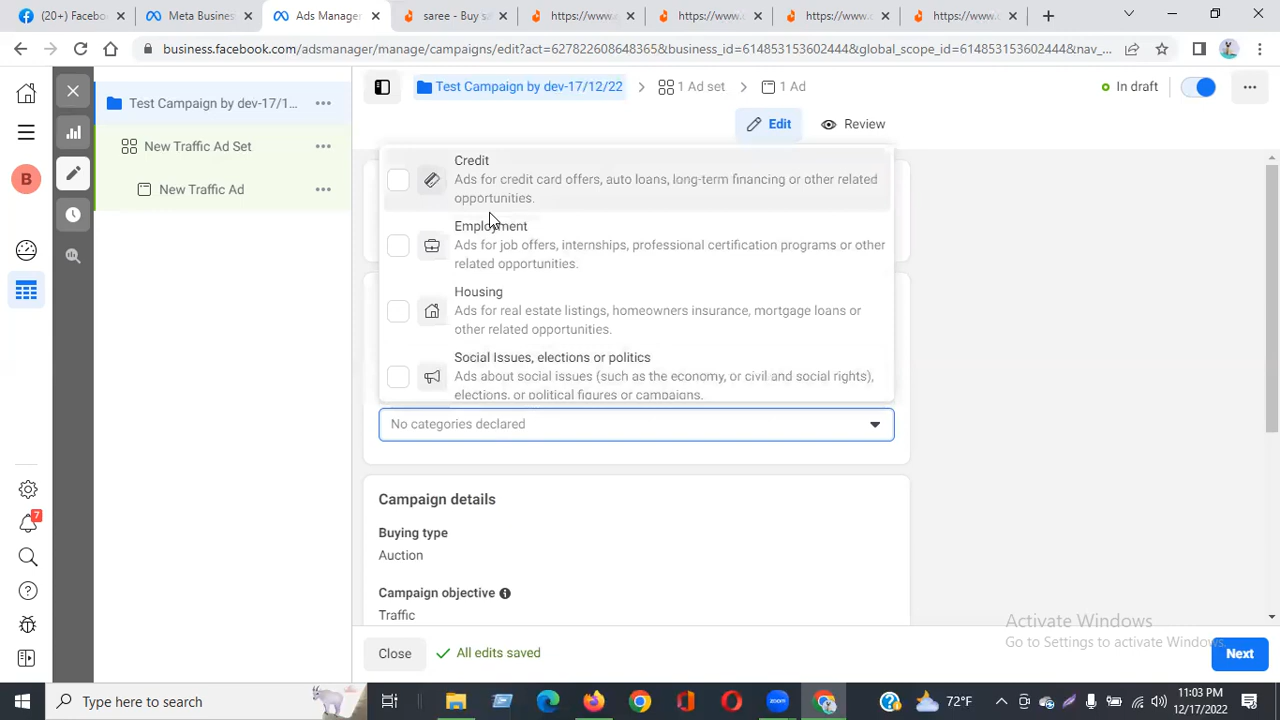 (20+) Facebo
Meta Business
Ads Manager
saree - Buy sa
https://www.a
https://www.c
https://www.c
https://www.c
business.facebook.com/adsmanager/manage/campaigns/edit?act=627822608648365&business_id=6148531536024​44&global_scope_id=614853153602444&nav_...
Test Campaign by dev-17/1...
New Traffic Ad Set
New Traffic Ad
B
7
Test Campaign by dev-17/12/22
1 Ad set
1 Ad
In draft
Edit
Review
Credit
Ads for credit card offers, auto loans, long-term financing or other related
opportunities.
Employment
Ads for job offers, internships, professional certification programs or other
related opportunities.
Housing
Ads for real estate listings, homeowners insurance, mortgage loans or
other related opportunities.
Social Issues, elections or politics
Ads about social issues (such as the economy, or civil and social rights),
elections, or political figures or campaigns.
No categories declared
Campaign details
Buying type
Auction
Campaign objective
Traffic
Activate Windows
Go to Settings to activate Windows.
Close
All edits saved
Next
Type here to search
72°F
11:03 PM
12/17/2022